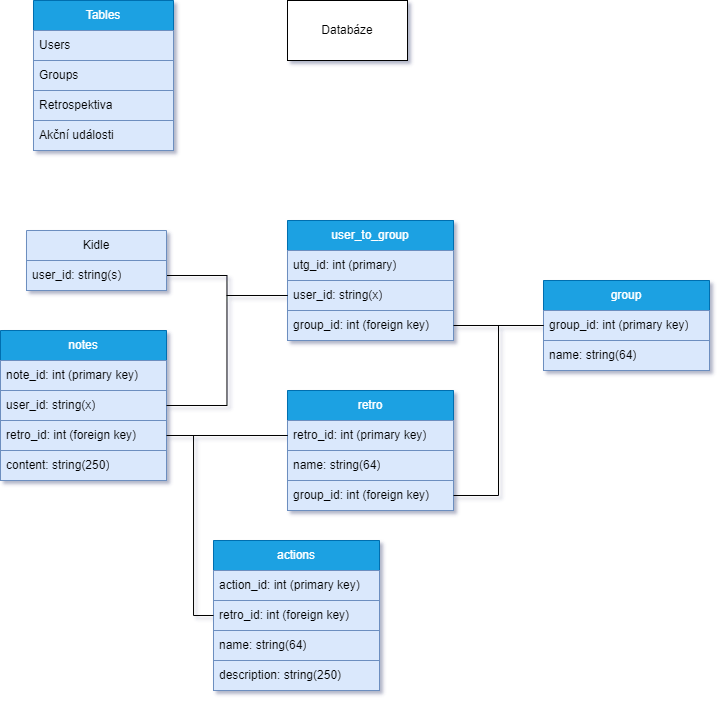 Tables
Users
Groups
Retrospektiva
Akční události
Databáze
Kidle
user_id: string(s)
user_to_group
utg_id: int (primary)
user_id: string(x)
group_id: int (foreign key)
group
group_id: int (primary key)
name: string(64)
notes
note_id: int (primary key)
user_id: string(x)
retro_id: int (foreign key)
content: string(250)
retro
retro_id: int (primary key)
name: string(64)
group_id: int (foreign key)
actions
action_id: int (primary key)
retro_id: int (foreign key)
name: string(64)
description: string(250)